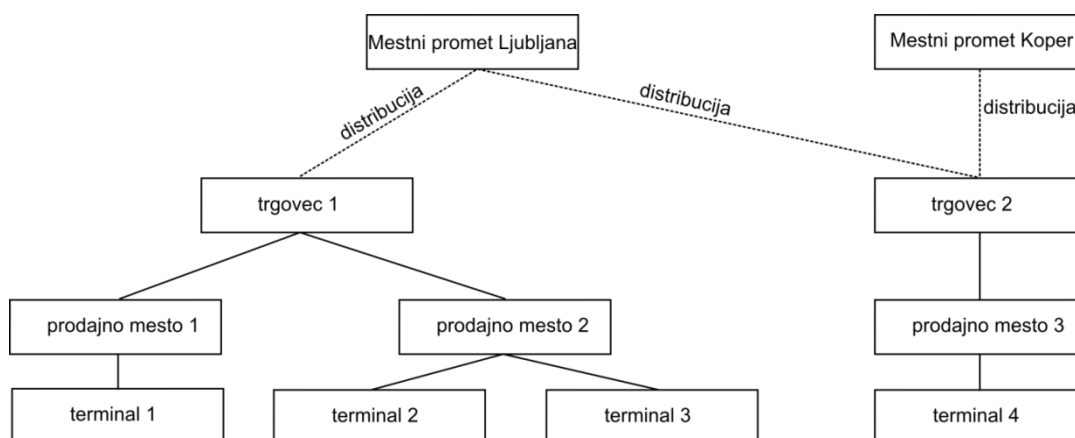 Mestni promet Ljubljana
Mestni promet Koper
distribucija
distribucija
distribucija
trgovec 1
trgovec 2
prodajno mesto 1
prodajno mesto 2
prodajno mesto 3
terminal 1
terminal 2
terminal 3
terminal 4